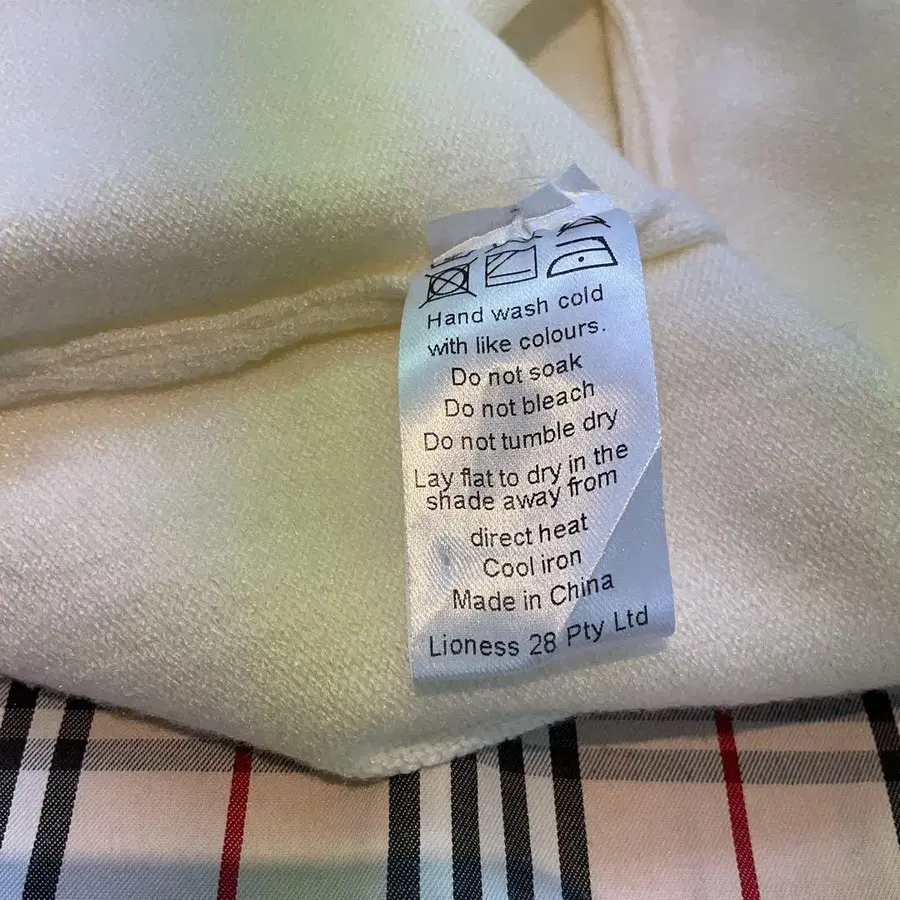 Hand wash cold
with like colours.
Do not soak
Do not bleach
Do not tumble dry
Lay flat to dry in the
shade away from
direct heat
Cool iron
Made in China
Lioness 28 Pty Ltd